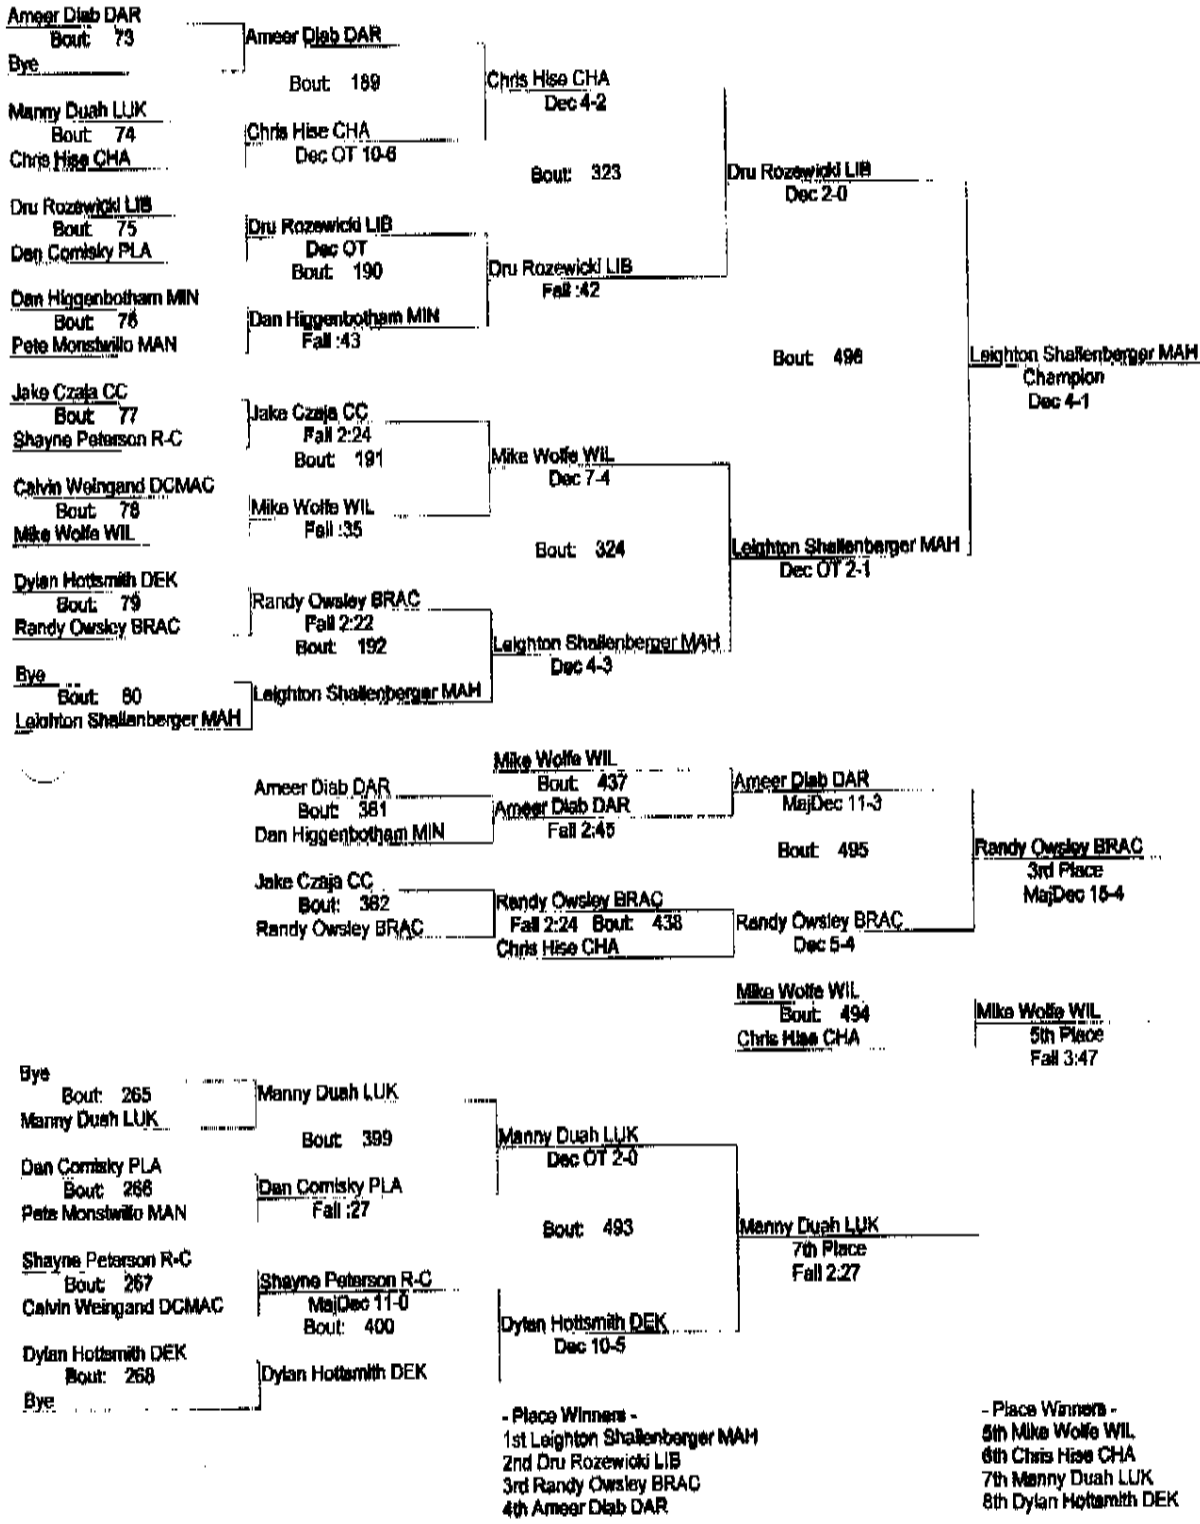 Ameer Diab DAR
Bout: 73
Bye
Manny Duah LUK
Bout: 74
Chris Hise CHA
Dru Rozewicki LIB
Bout: 75
Dan Comisky PLA
Dan Higgenbotham MIN
Bout: 76
Pete Monstwillo MAN
Jake Czaja CC
Bout: 77
Shayne Peterson R-C
Calvin Weingand DCMAC
Bout: 78
Mike Wolfe WIL
Dylan Hottsmith DEK
Bout: 79
Randy Owsley BRAC
Bye
Bout: 80
Leighton Shallenberger MAH
Ameer Diab DAR
Bout: 189
Chris Hise CHA
Dec OT 10-6
Dru Rozewicki LIB
Dec OT
Bout: 190
Dan Higgenbotham MIN
Fall :43
Jake Czaja CC
Fall 2:24
Bout: 191
Mike Wolfe WIL
Fall :35
Randy Owsley BRAC
Fall 2:22
Bout: 192
Leighton Shallenberger MAH
Chris Hise CHA
Dec 4-2
Bout: 323
Dru Rozewicki LIB
Fall :42
Mike Wolfe WIL
Dec 7-4
Bout: 324
Leighton Shallenberger MAH
Dec 4-3
Dru Rozewicki LIB
Dec 2-0
Bout: 496
Leighton Shallenberger MAH
Dec OT 2-1
Leighton Shallenberger MAH
Champion
Dec 4-1
Ameer Diab DAR
Bout: 381
Dan Higgenbotham MIN
Jake Czaja CC
Bout: 382
Randy Owsley BRAC
Mike Wolfe WIL
Bout: 437
Ameer Diab DAR
Fall 2:45
Randy Owsley BRAC
Fall 2:24 Bout: 438
Chris Hise CHA
Ameer Diab DAR
MajDec 11-3
Bout: 495
Randy Owsley BRAC
Dec 5-4
Randy Owsley BRAC
3rd Place
MajDec 15-4
Mike Wolfe WIL
Bout: 494
Chris Hise CHA
Mike Wolfe WIL
5th Place
Fall 3:47
Bye
Bout: 265
Manny Duah LUK
Dan Comisky PLA
Bout: 266
Pete Monstwillo MAN
Shayne Peterson R-C
Bout: 267
Calvin Weingand DCMAC
Dylan Hottsmith DEK
Bout: 268
Bye
Manny Duah LUK
Bout: 399
Dan Comisky PLA
Fall :27
Shayne Peterson R-C
MajDec 11-0
Bout: 400
Dylan Hottsmith DEK
Manny Duah LUK
Dec OT 2-0
Bout: 493
Dylan Hottsmith DEK
Dec 10-5
Manny Duah LUK
7th Place
Fall 2:27
- Place Winners -
1st Leighton Shallenberger MAH
2nd Dru Rozewicki LIB
3rd Randy Owsley BRAC
4th Ameer Diab DAR
- Place Winners -
5th Mike Wolfe WIL
6th Chris Hise CHA
7th Manny Duah LUK
8th Dylan Hottsmith DEK